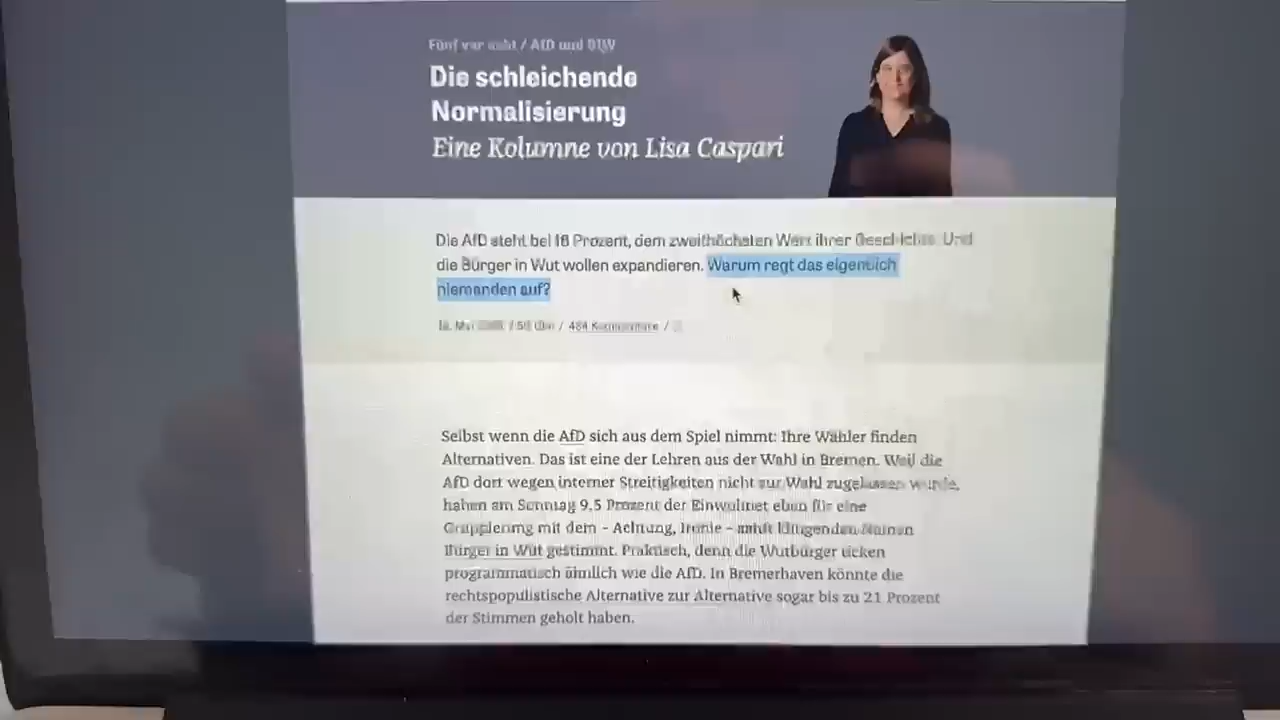 Fünf vor acht / AfD und BIW
Die schleichende
Normalisierung
Eine Kolumne von Lisa Caspari
Die AfD steht bei 16 Prozent, dem zweithöchsten Wert ihrer Geschichte. Und
die Bürger in Wut wollen expandieren. Warum regt das eigentlich
niemanden auf?
484 Kommentare /
Selbst wenn die AfD sich aus dem Spiel nimmt: Ihre Wähler finden
Alternativen. Das ist eine der Lehren aus der Wahl in Bremen. Weil die
AfD dort wegen interner Streitigkeiten nicht zur Wahl zugelassen wurde,
haben am Sonntag 9,5 Prozent der Einwohner eben für eine
Gruppierung mit dem – Achtung, Ironie – sanft klingenden Namen
Bürger in Wut gestimmt. Praktisch, denn die Wutbürger ticken
programmatisch ähnlich wie die AfD. In Bremerhaven könnte die
rechtspopulistische Alternative zur Alternative sogar bis zu 21 Prozent
der Stimmen geholt haben.